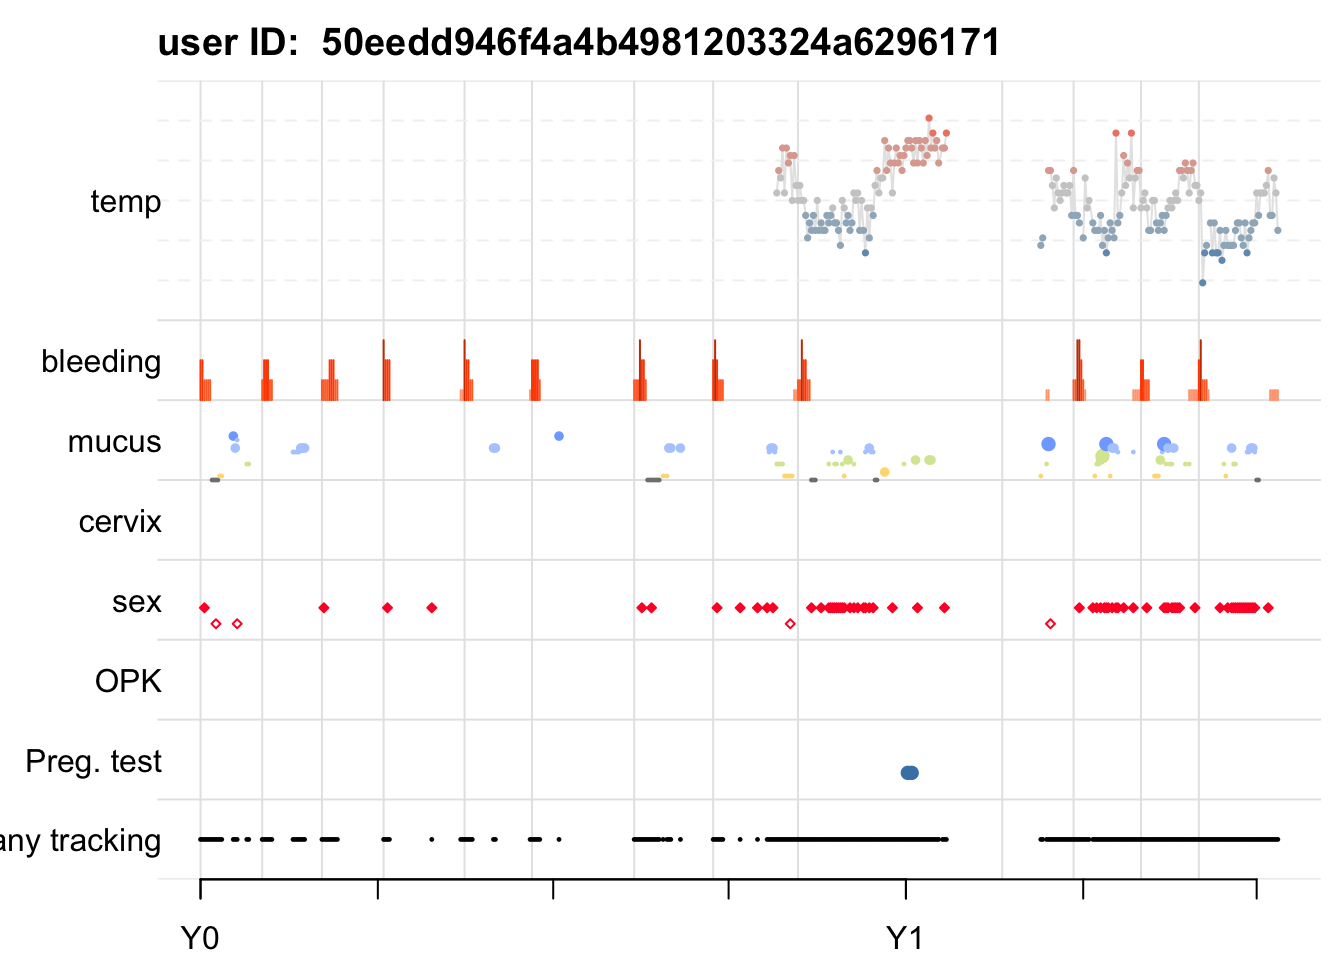 user ID:  50eedd946f4a4b4981203324a6296171
temp
bleeding
mucus
cervix
sex
OPK
Preg. test
any tracking
Y0
Y1